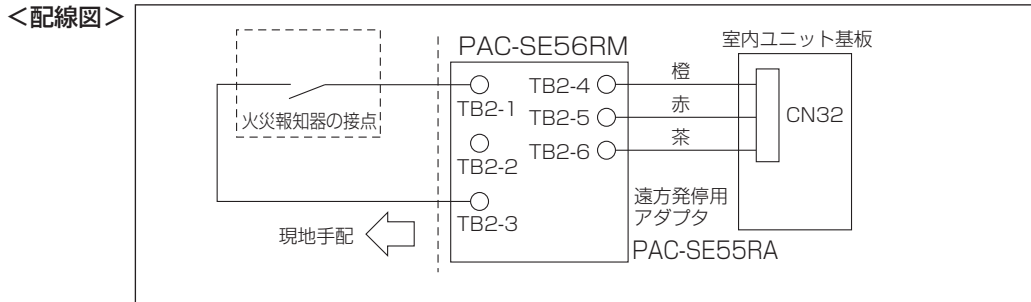 <配線図>
PAC-SE56RM
室内ユニット基板
火災報知器の接点
TB2-1
TB2-2
TB2-3
TB2-4
TB2-5
TB2-6
橙
赤
茶
CN32
遠方発停用
アダプタ
PAC-SE55RA
現地手配